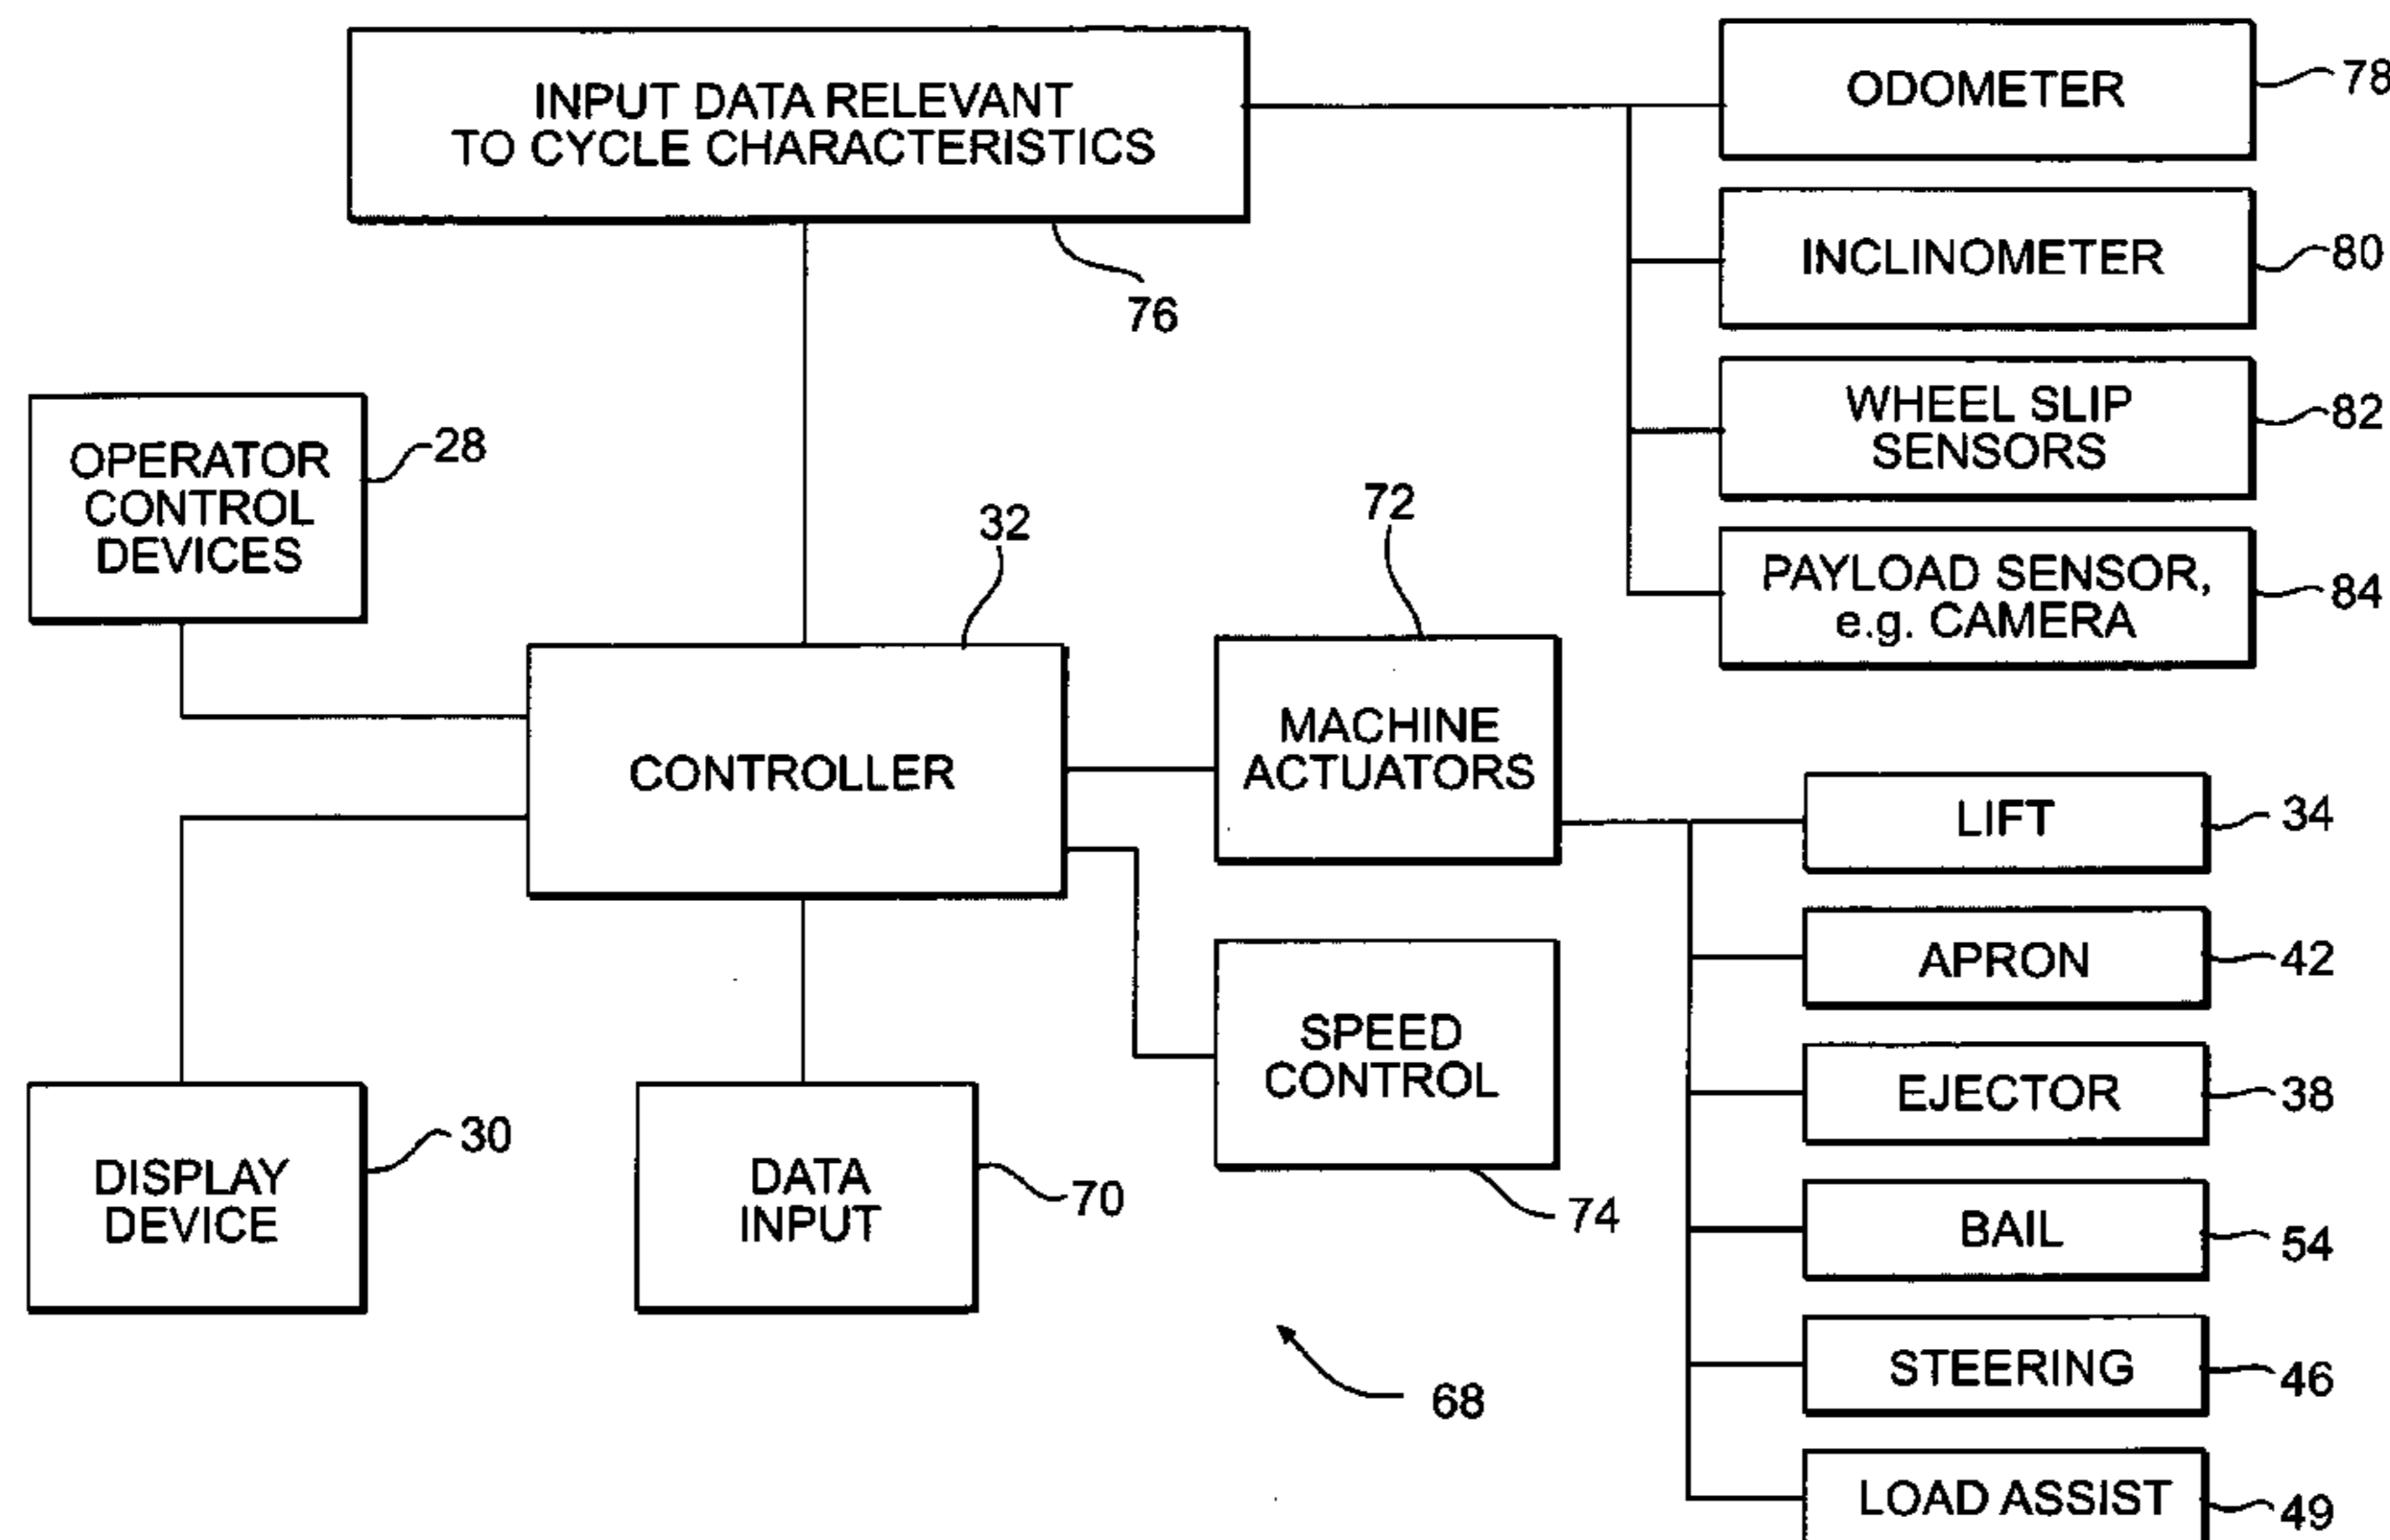 INPUT DATA RELEVANT
TO CYCLE CHARACTERISTICS
76
ODOMETER
78
INCLINOMETER
80
WHEEL SLIP
SENSORS
82
PAYLOAD SENSOR,
e.g. CAMERA
84
OPERATOR
CONTROL
DEVICES
28
CONTROLLER
32
MACHINE
ACTUATORS
72
LIFT
34
APRON
42
EJECTOR
38
BAIL
54
STEERING
46
LOAD ASSIST
49
SPEED
CONTROL
74
DISPLAY
DEVICE
30
DATA
INPUT
70
68